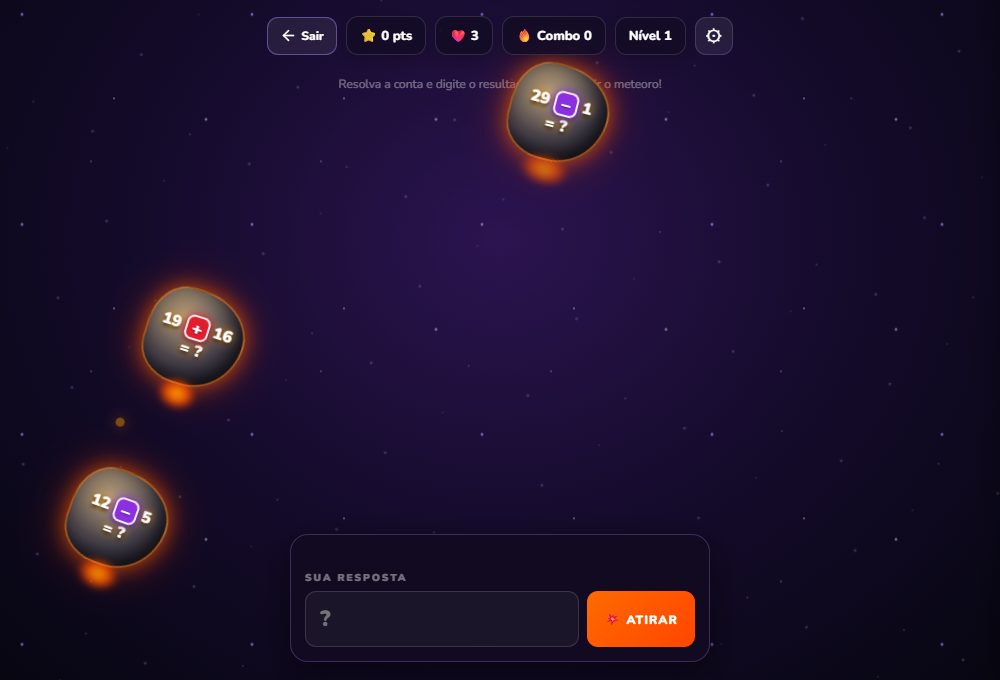 ← Sair
0 pts
3
Combo 0
Nível 1
Resolva a conta e digite o o meteoro!
29 − 1
= ?
19 + 16
= ?
12 − 5
= ?
SUA RESPOSTA
?
ATIRAR